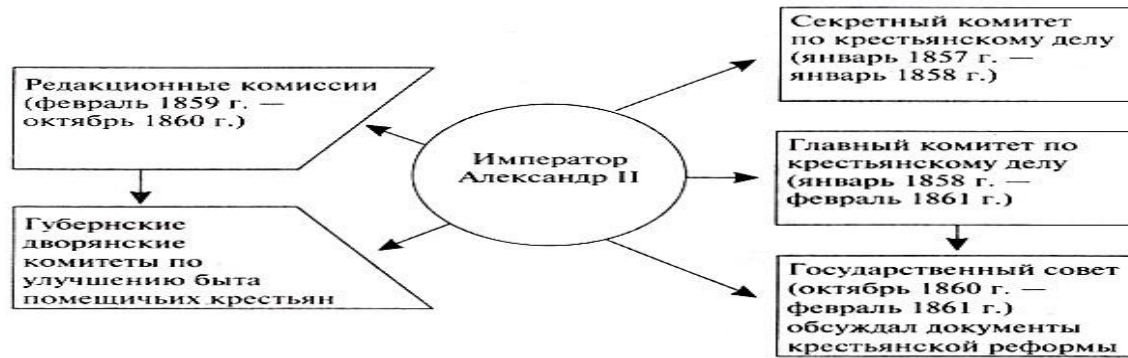 Редакционные комиссии
(февраль 1859 г. —
октябрь 1860 г.)
Губернские
дворянские
комитеты по
улучшению быта
помещичьих крестьян
Император
Александр II
Секретный комитет
по крестьянскому делу
(январь 1857 г. —
январь 1858 г.)
Главный комитет по
крестьянскому делу
(январь 1858 г. —
февраль 1861 г.)
Государственный совет
(октябрь 1860 г. —
февраль 1861 г.)
обсуждал документы
крестьянской реформы